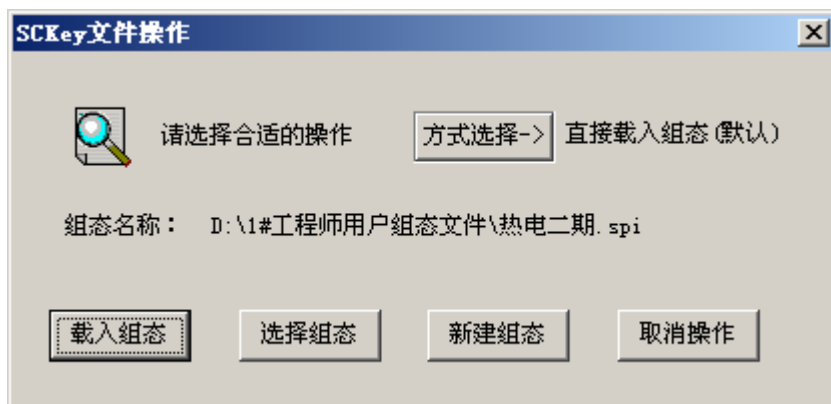 SCKey文件操作
请选择合适的操作 方式选择-> 直接载入组态(默认)
组态名称： D:\1#工程师用户组态文件\热电二期.spi
载入组态 选择组态 新建组态 取消操作